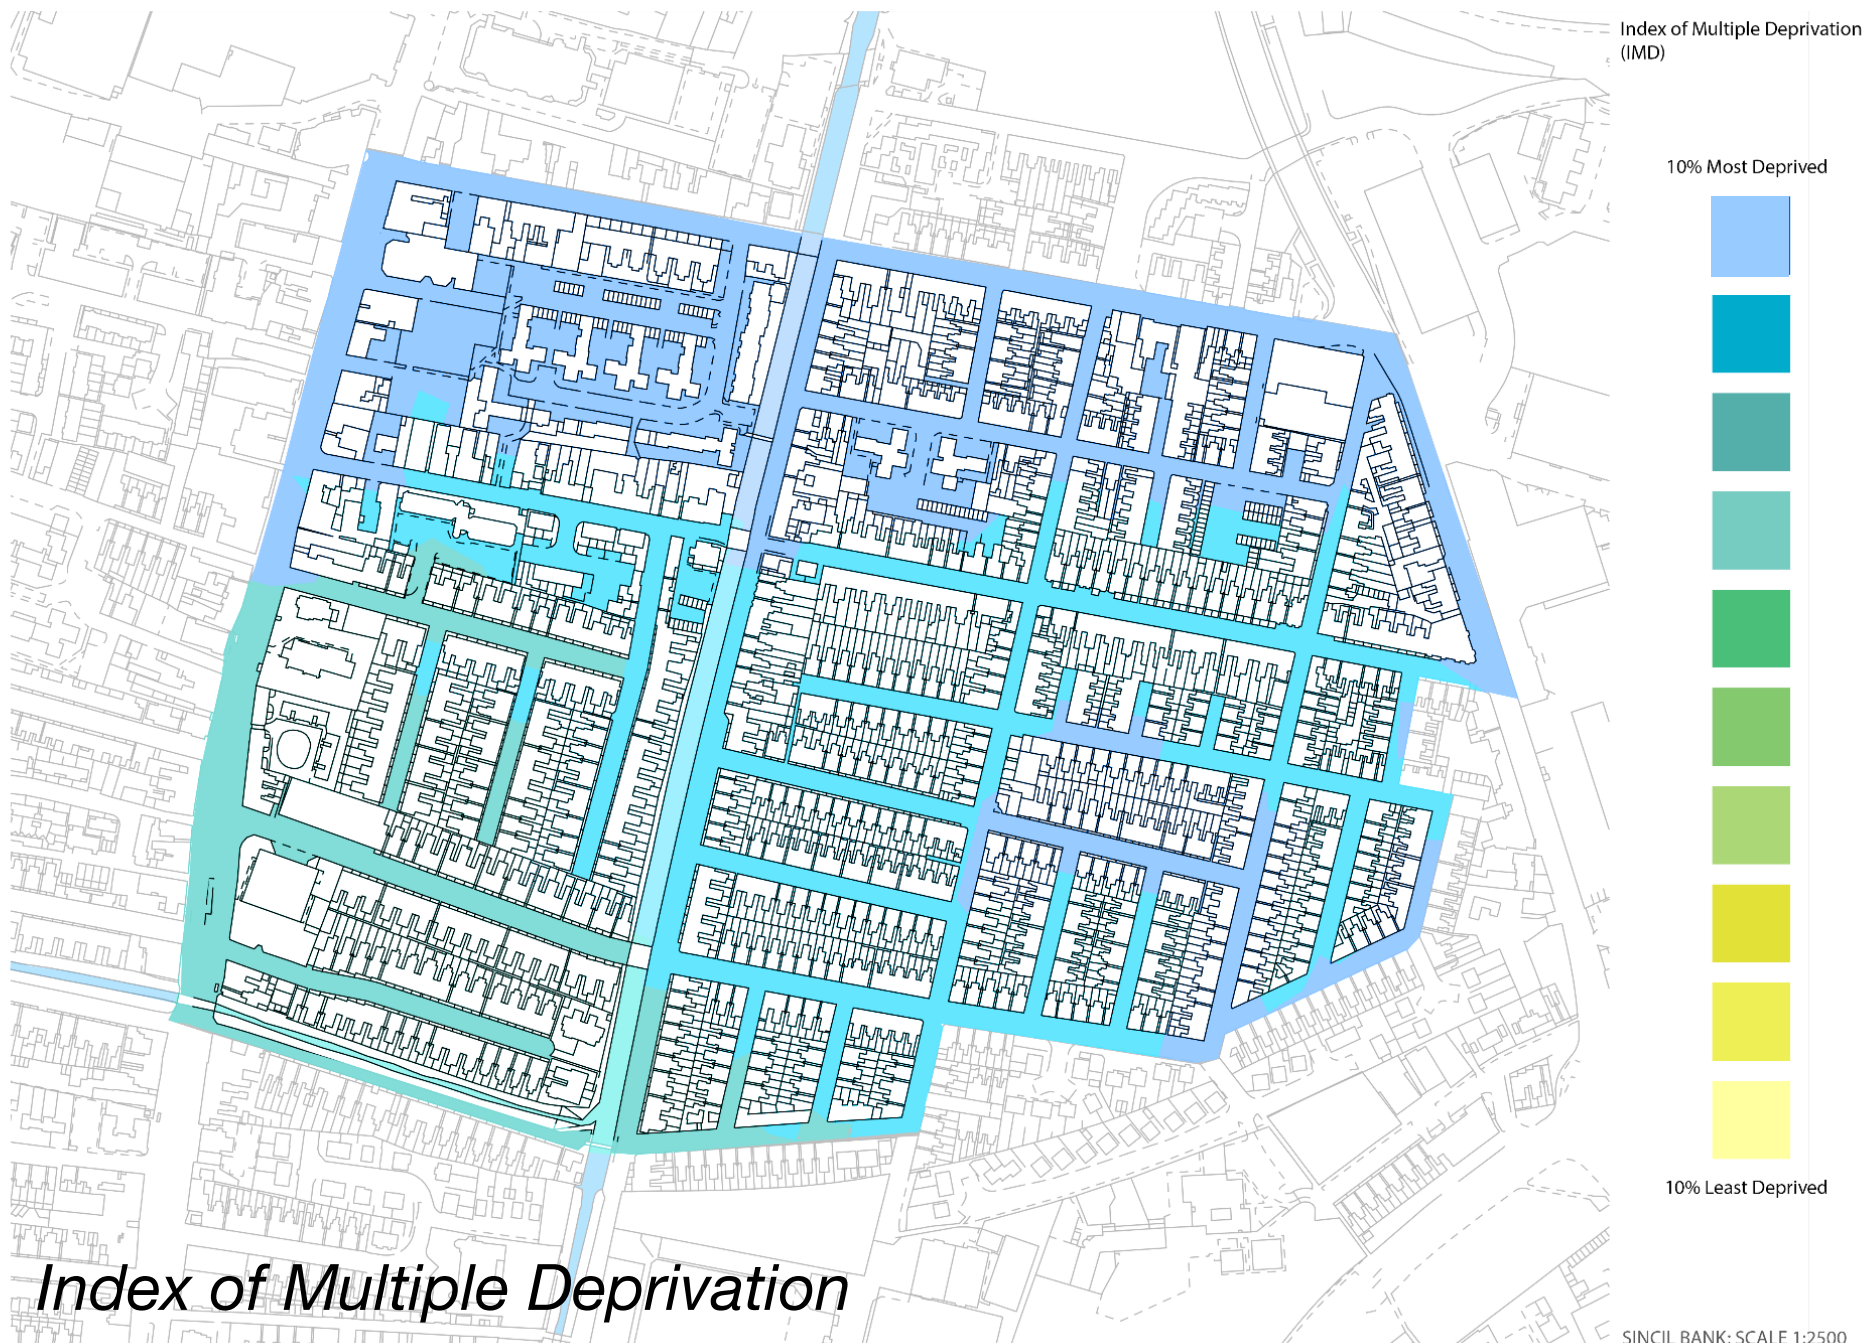 Index of Multiple Deprivation
(IMD)
10% Most Deprived
10% Least Deprived
Index of Multiple Deprivation
SINCIL BANK: SCALE 1:2500